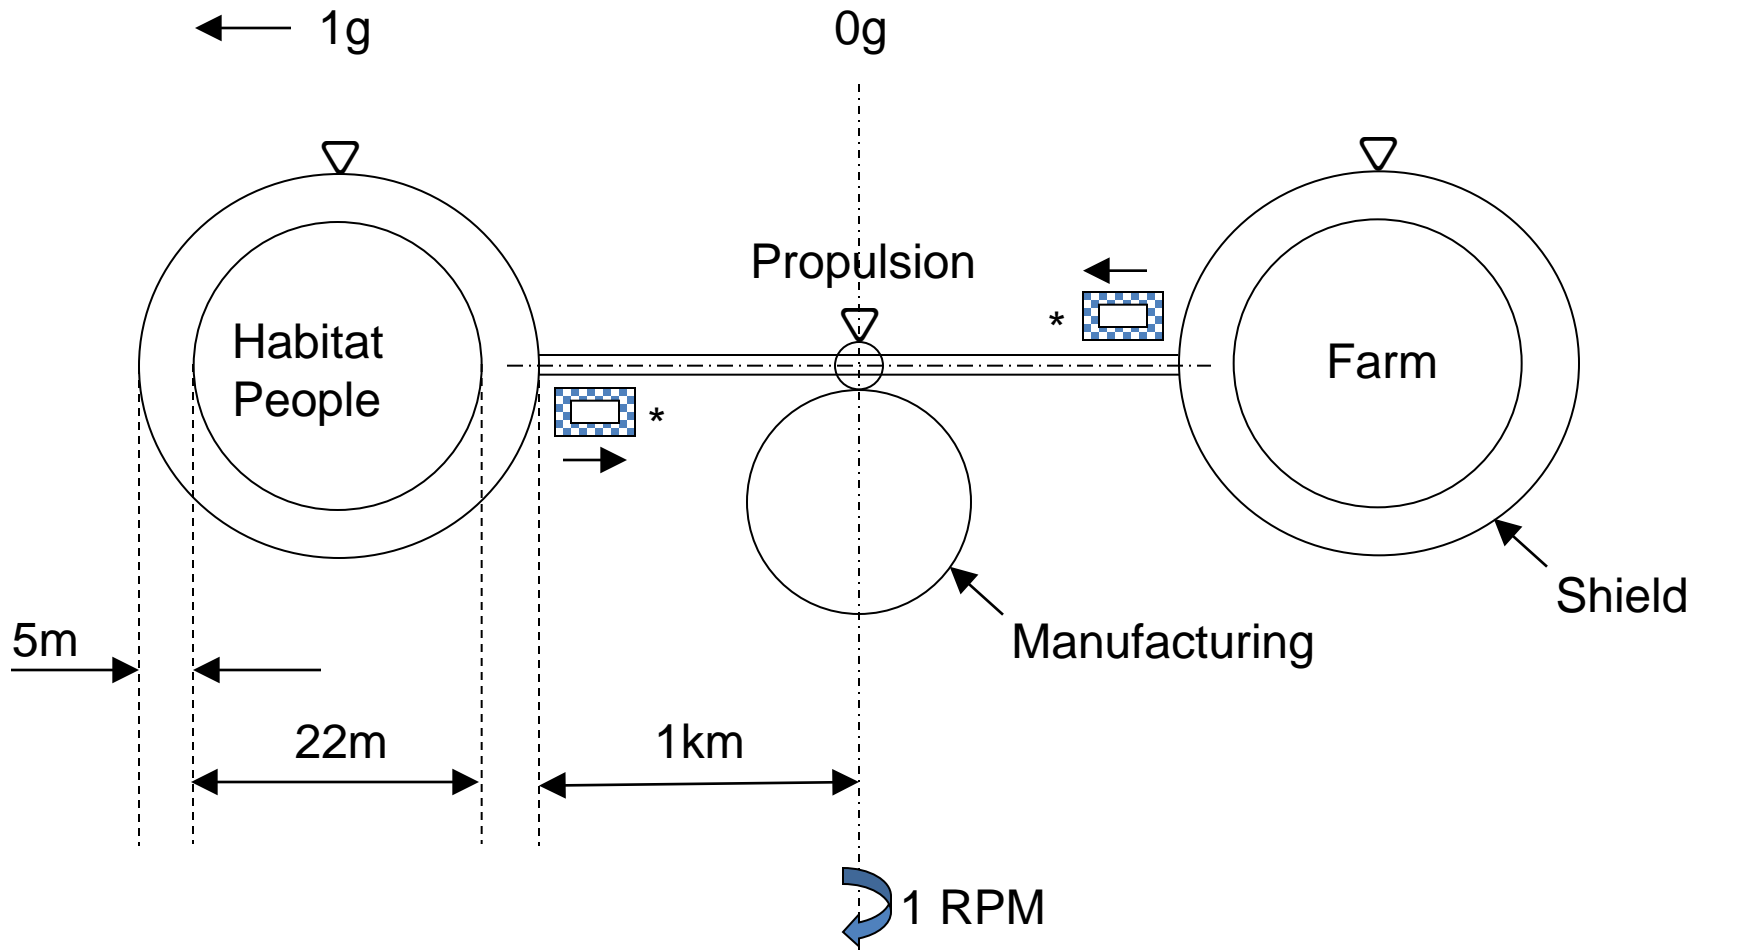 1g
0g
Propulsion
*
Habitat
People
Farm
*
Shield
5m
Manufacturing
22m
1km
1 RPM